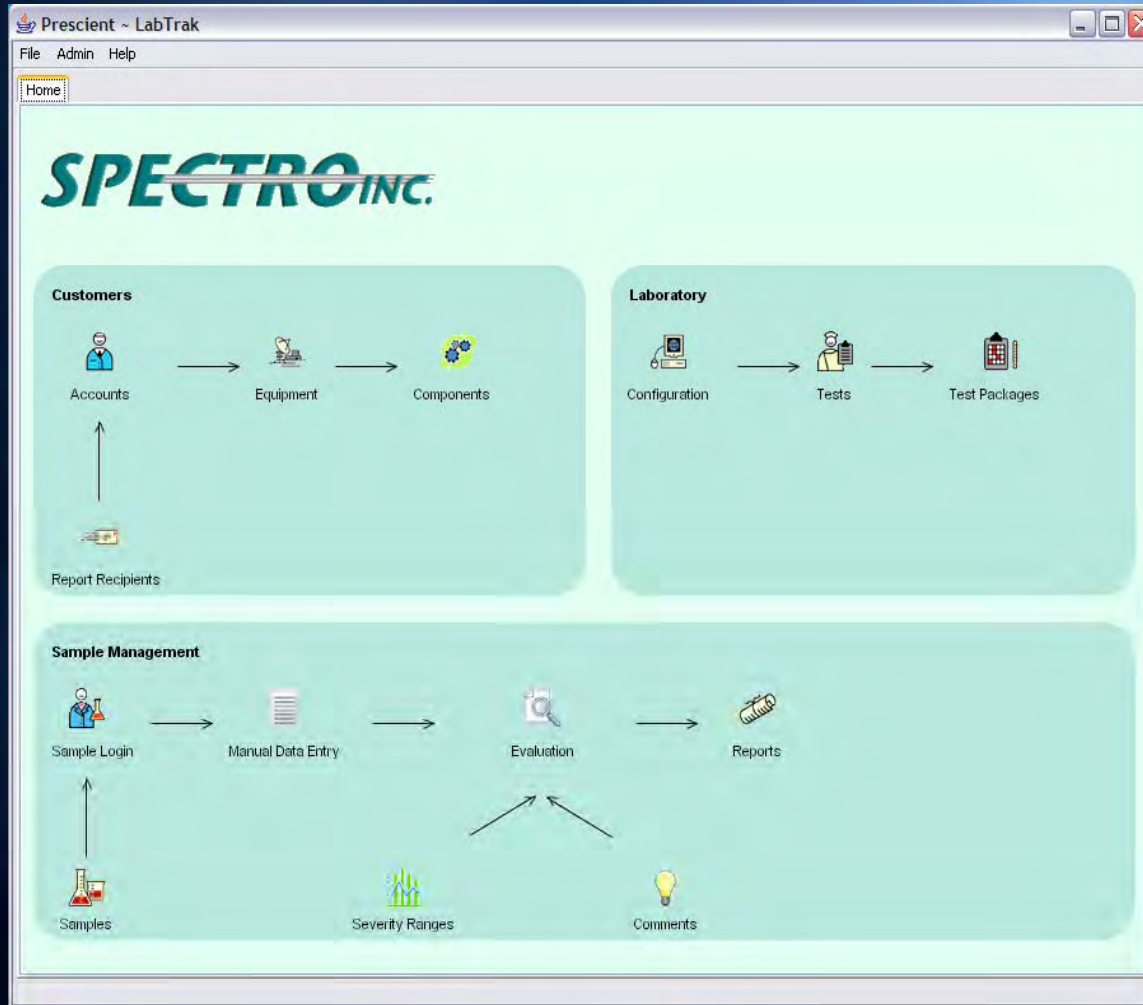 Prescient ~ LabTrak
File Admin Help
Home
SPECTRO INC.
Customers
Accounts
Equipment
Components
Report Recipients
Laboratory
Configuration
Tests
Test Packages
Sample Management
Sample Login
Manual Data Entry
Evaluation
Reports
Samples
Severity Ranges
Comments